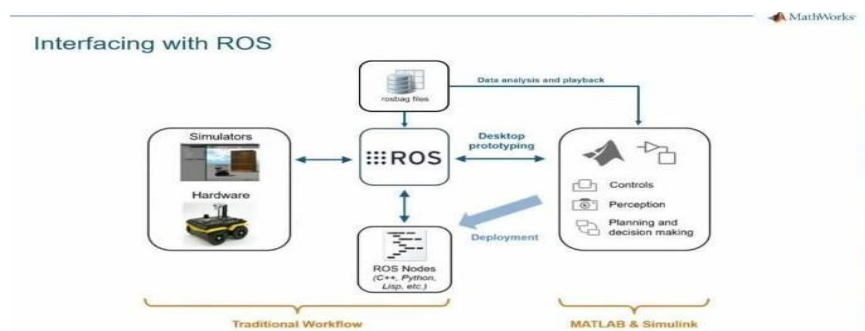 MathWorks
Interfacing with ROS
rosbag files
Data analysis and playback
Simulators
Hardware
ROS
Desktop
prototyping
Controls
Perception
Planning and
decision making
Deployment
ROS Nodes
(C++, Python,
Lisp, etc.)
Traditional Workflow
MATLAB & Simulink